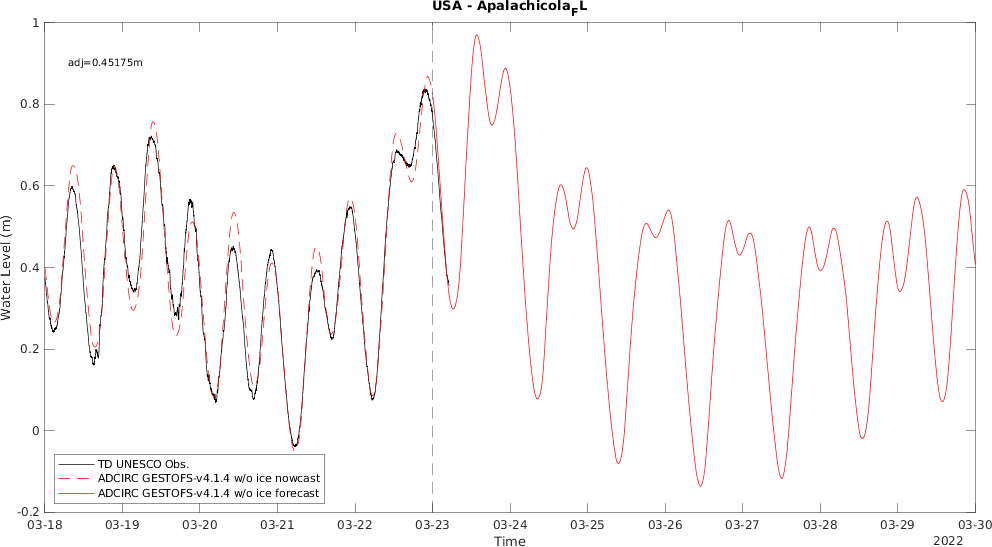 USA - Apalachicola_FL
1
adj=0.45175m
0.8
0.6
0.4
0.2
0
-0.2
Water Level (m)
TD UNESCO Obs.
ADCIRC GESTOFS-v4.1.4 w/o ice nowcast
ADCIRC GESTOFS-v4.1.4 w/o ice forecast
03-18 03-19 03-20 03-21 03-22 03-23 03-24 03-25 03-26 03-27 03-28 03-29 03-30
Time
2022